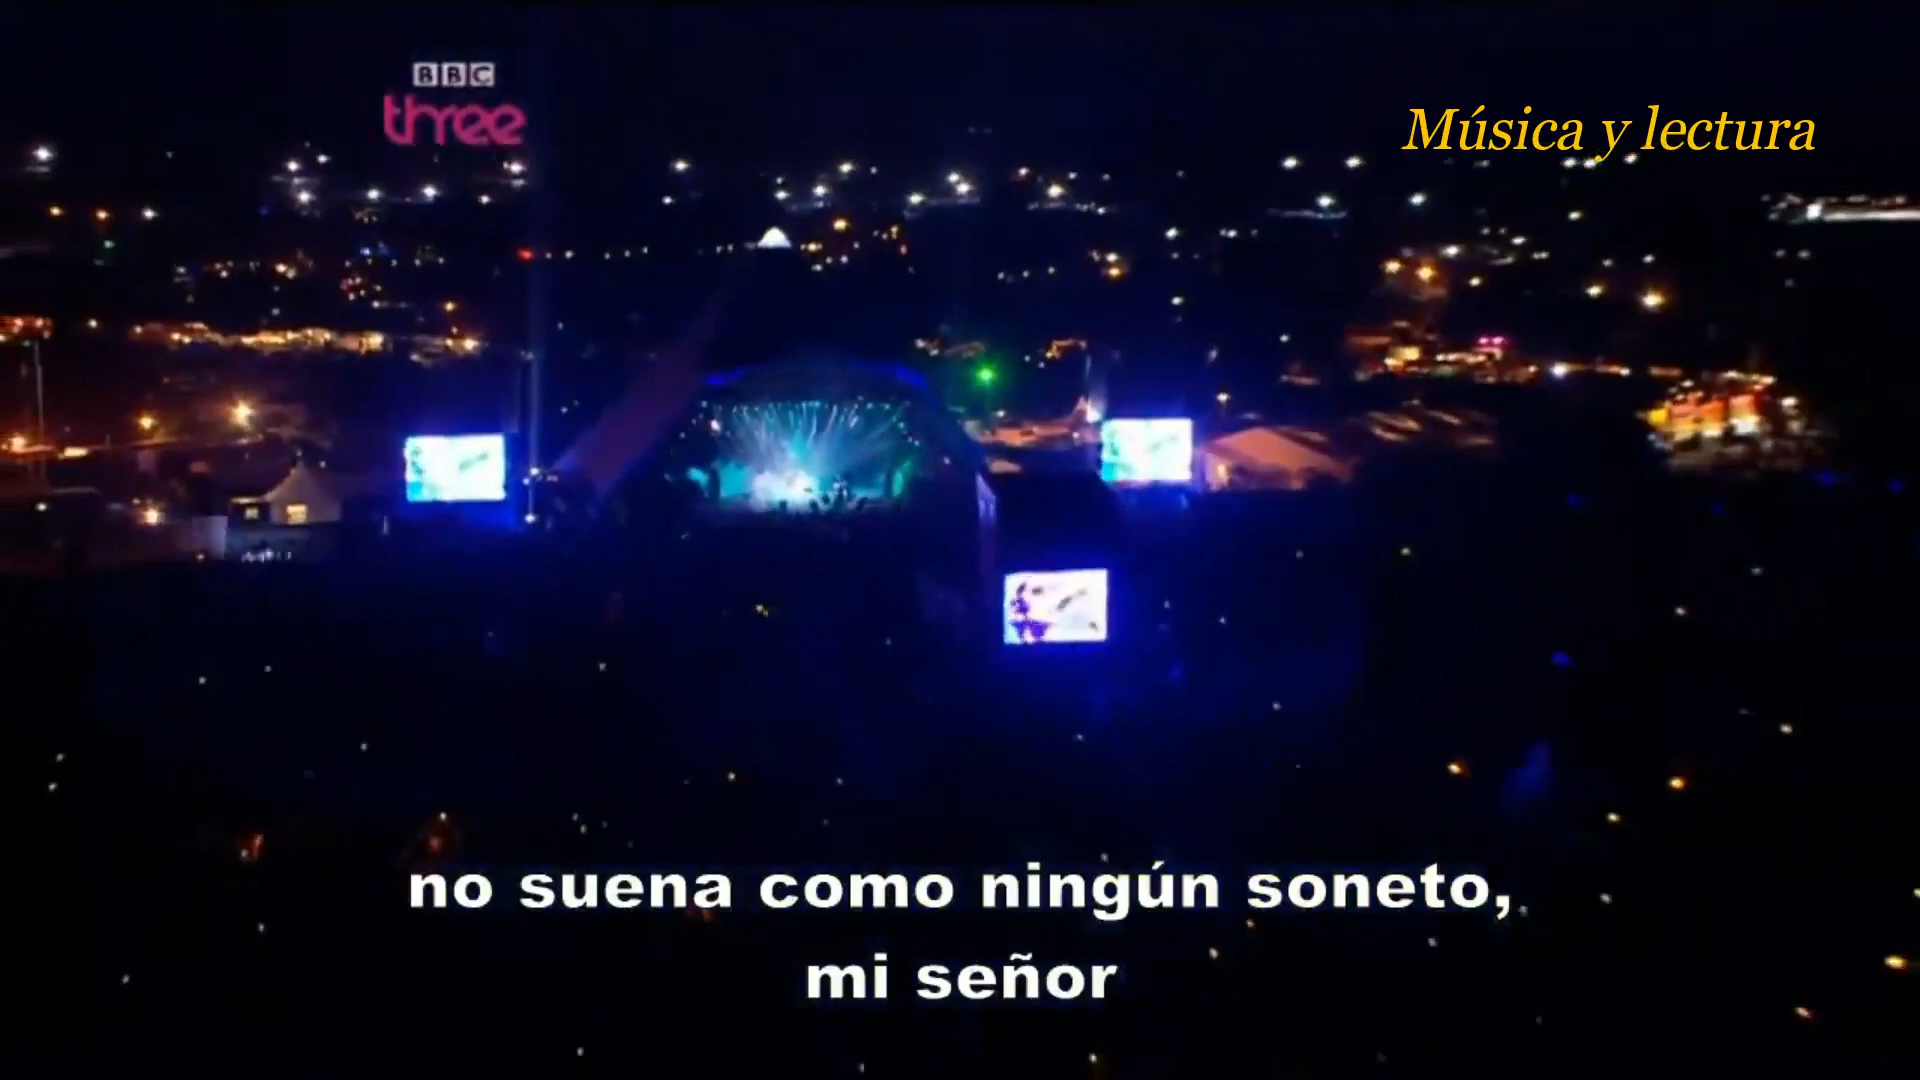 BBC
three
Música y lectura
no suena como ningún soneto,
mi señor